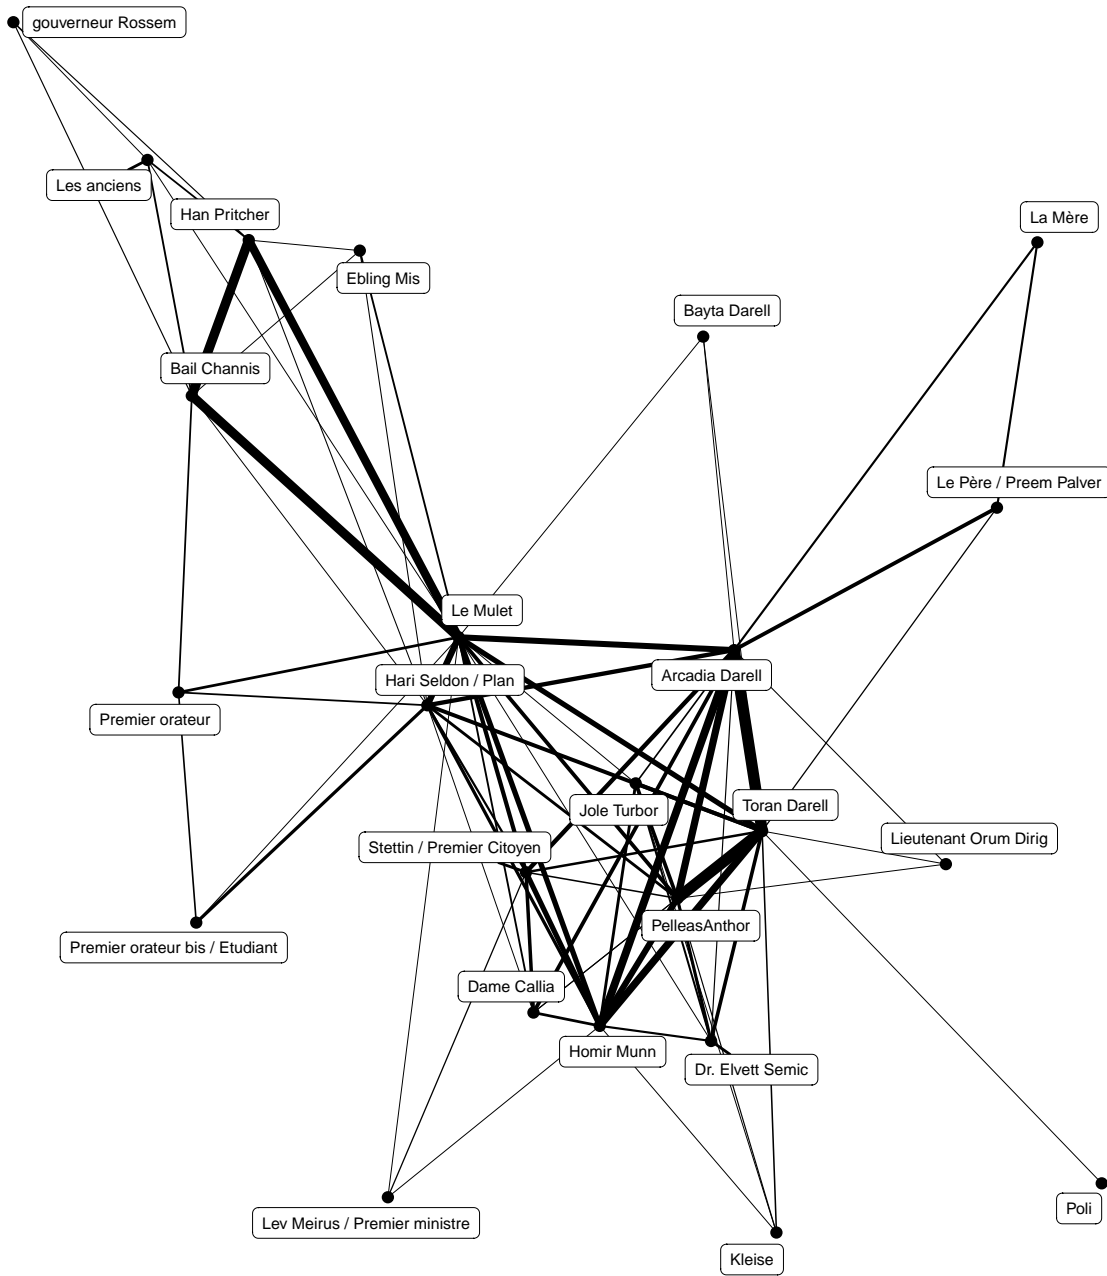 gouverneur Rossem
Les anciens
Han Pritcher
La Mère
Ebling Mis
Bayta Darell
Bail Channis
Le Père / Preem Palver
Le Mulet
Hari Seldon / Plan
Arcadia Darell
Premier orateur
Jole Turbor
Toran Darell
Stettin / Premier Citoyen
Lieutenant Orum Dirig
PelleasAnthor
Premier orateur bis / Etudiant
Dame Callia
Homir Munn
Dr. Elvett Semic
Lev Meirus / Premier ministre
Poli
Kleise